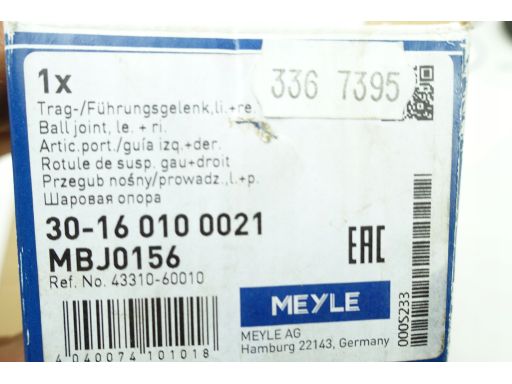 1x
336 7395
Trag-/Führungsgelenk,li.+re.
Ball joint, le. + ri.
Artic.port./guía izq.+der.
Rotule de susp. gau+droit
Przegub nośny/prowadz.,l.+p.
Шаровая опора
30-16 010 0021
MBJ0156
Ref. No. 43310-60010
EAC
MEYLE
MEYLE AG
Hamburg 22143, Germany
4 040074 101018
000S233